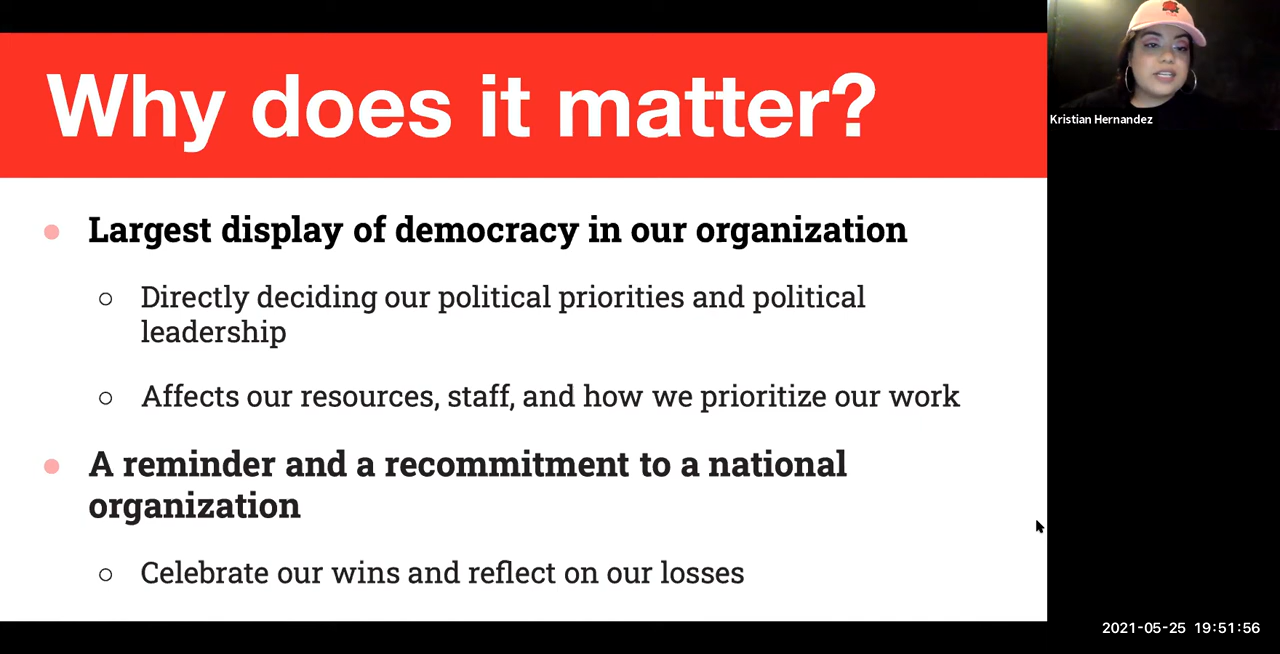 Why does it matter?
Kristian Hernandez
● Largest display of democracy in our organization
○ Directly deciding our political priorities and political
leadership
○ Affects our resources, staff, and how we prioritize our work
● A reminder and a recommitment to a national
organization
○ Celebrate our wins and reflect on our losses
2021-05-25 19:51:56